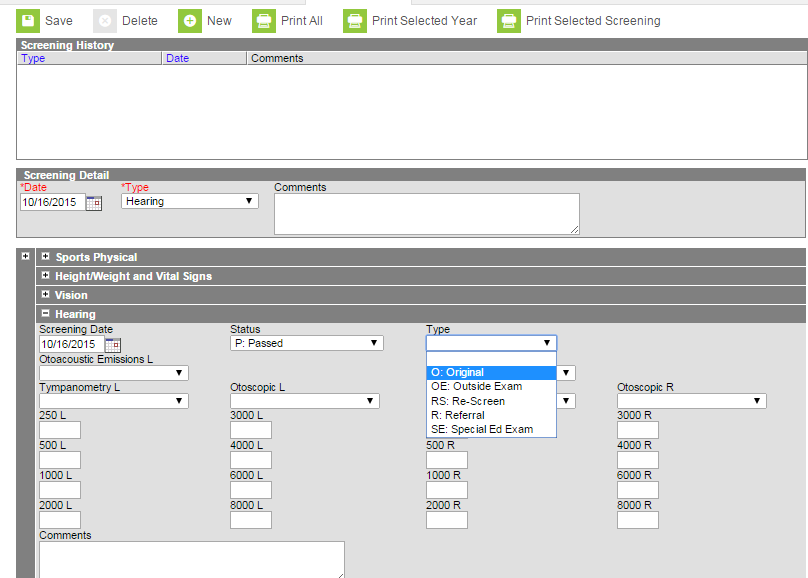 Save Delete New Print All Print Selected Year Print Selected Screening
Screening History
Type Date Comments
Screening Detail
*Date *Type Comments
10/16/2015 Hearing
Sports Physical
Height/Weight and Vital Signs
Vision
Hearing
Screening Date Status Type
10/16/2015 P: Passed
Otoacoustic Emissions L
O: Original
OE: Outside Exam
RS: Re-Screen
R: Referral
SE: Special Ed Exam
Tympanometry L Otoscopic L Otoscopic R
250 L 3000 L 3000 R
500 L 4000 L 500 R 4000 R
1000 L 6000 L 1000 R 6000 R
2000 L 8000 L 2000 R 8000 R
Comments